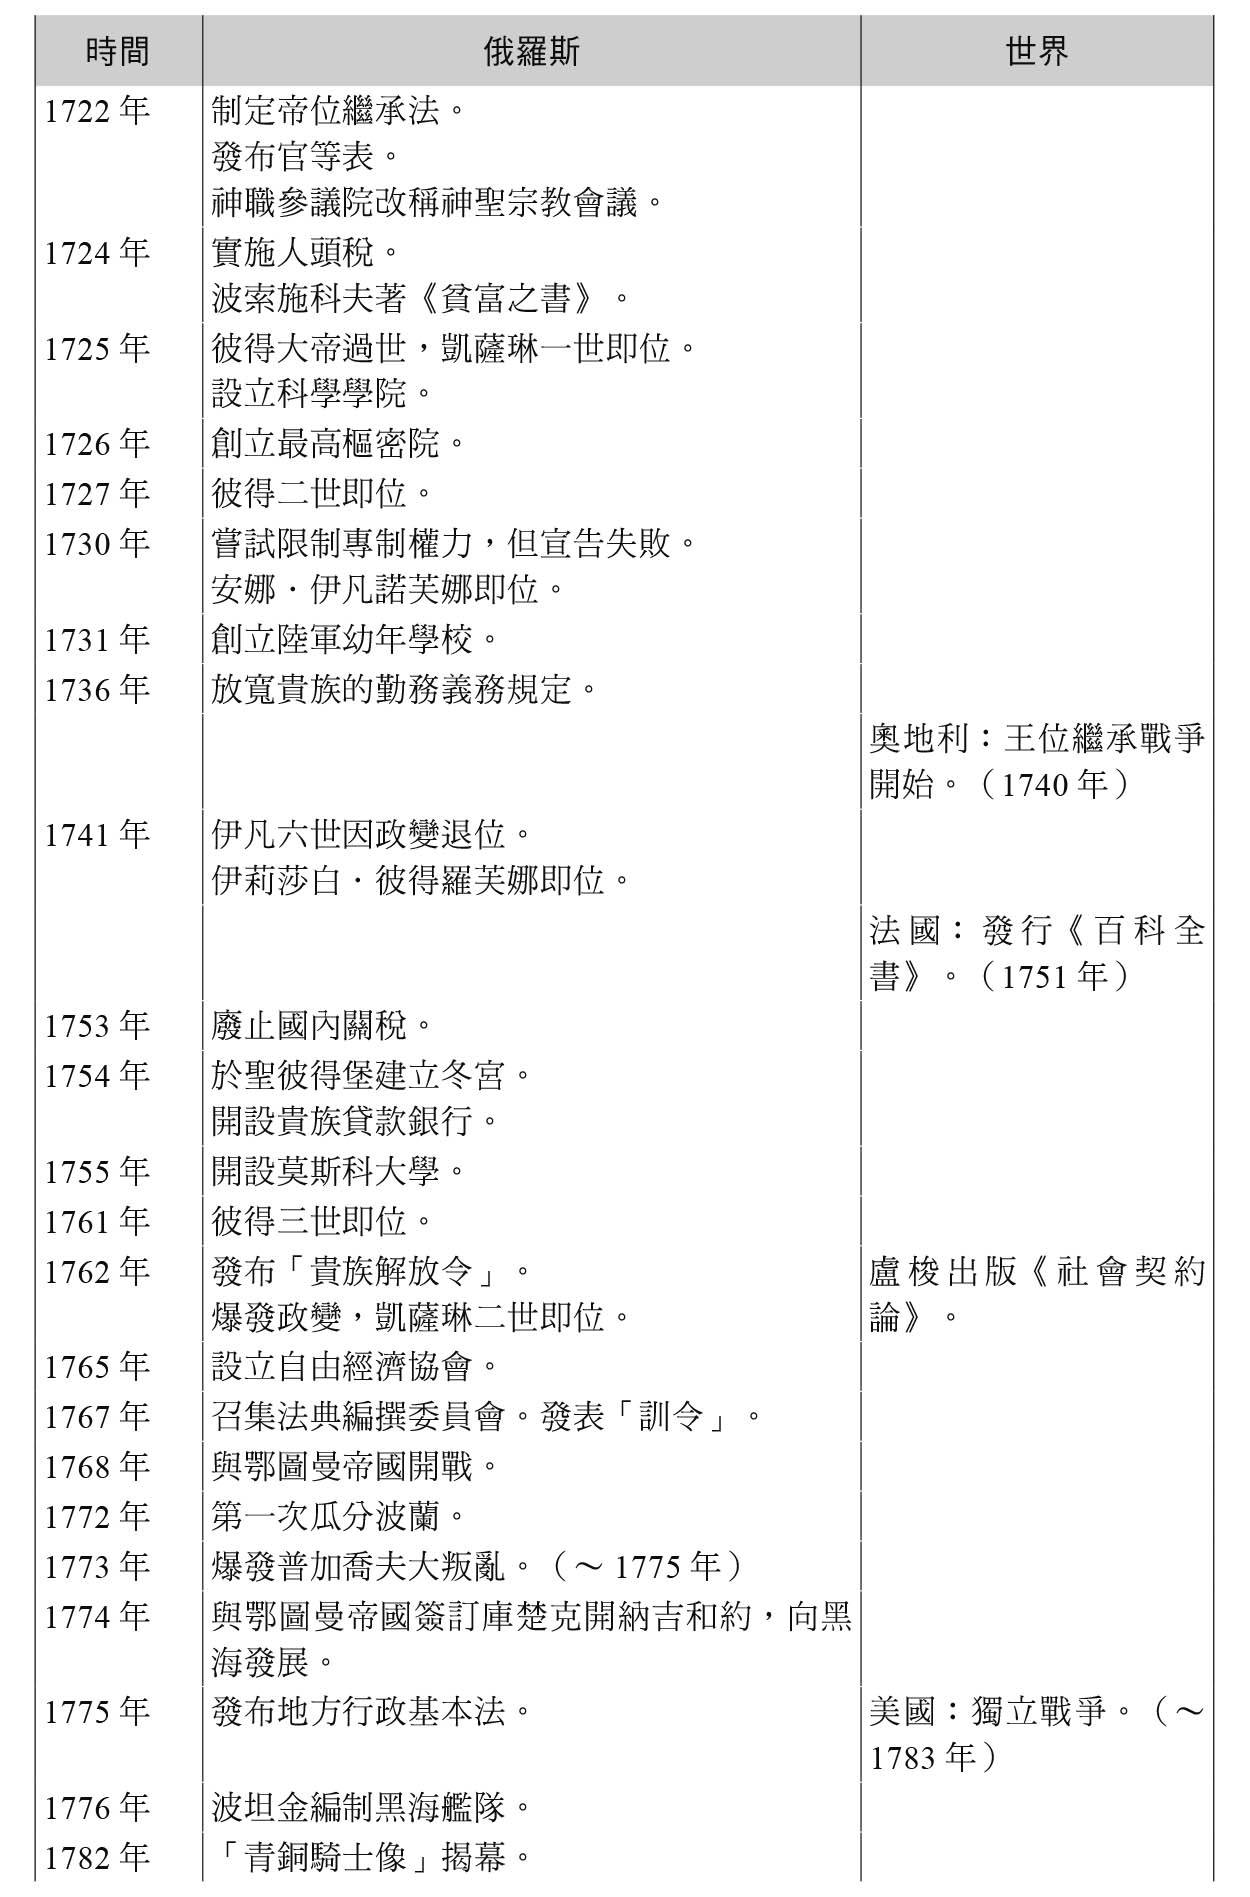 時間 俄羅斯 世界
1722 年 制定帝位繼承法。
發布官等表。
神職參議院改稱神聖宗教會議。
1724 年 實施人頭稅。
波索施科夫著《貧富之書》。
1725 年 彼得大帝過世，凱薩琳一世即位。
設立科學學院。
1726 年 創立最高樞密院。
1727 年 彼得二世即位。
1730 年 嘗試限制專制權力，但宣告失敗。
安娜．伊凡諾芙娜即位。
1731 年 創立陸軍幼年學校。
1736 年 放寬貴族的勤務義務規定。
奧地利：王位繼承戰爭
開始。（1740 年）
1741 年 伊凡六世因政變退位。
伊莉莎白．彼得羅芙娜即位。
法國：發行《百科全
書》。（1751 年）
1753 年 廢止國內關稅。
1754 年 於聖彼得堡建立冬宮。
開設貴族貸款銀行。
1755 年 開設莫斯科大學。
1761 年 彼得三世即位。
1762 年 發布「貴族解放令」。 盧梭出版《社會契約
爆發政變，凱薩琳二世即位。 論》。
1765 年 設立自由經濟協會。
1767 年 召集法典編撰委員會。發表「訓令」。
1768 年 與鄂圖曼帝國開戰。
1772 年 第一次瓜分波蘭。
1773 年 爆發普加喬夫大叛亂。（～ 1775 年）
1774 年 與鄂圖曼帝國簽訂庫楚克開納吉和約，向黑
海發展。
1775 年 發布地方行政基本法。 美國：獨立戰爭。（～
1783 年）
1776 年 波坦金編制黑海艦隊。
1782 年 「青銅騎士像」揭幕。